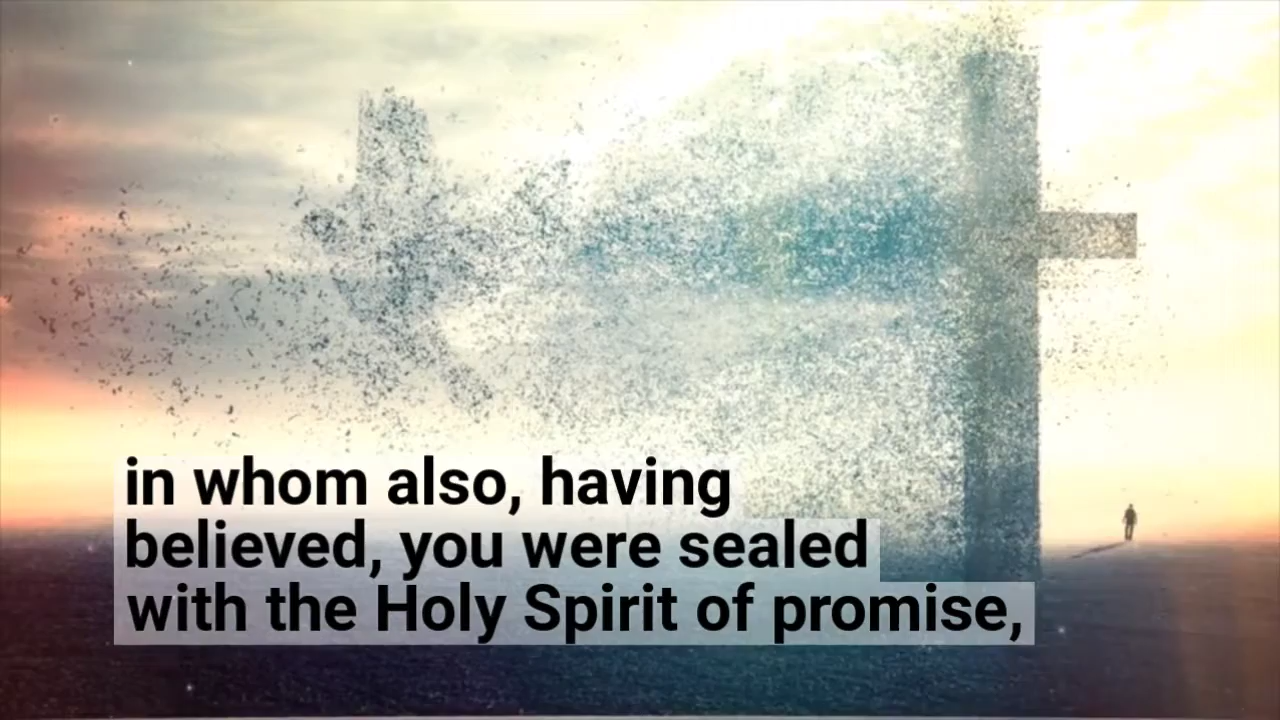 in whom also, having
believed, you were sealed
with the Holy Spirit of promise,